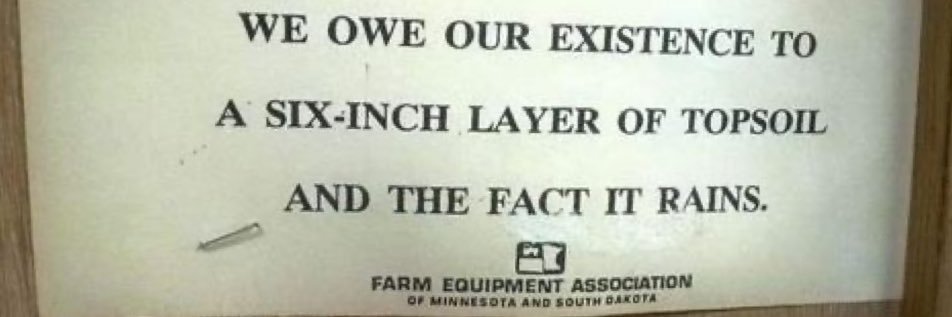 WE OWE OUR EXISTENCE TO
A SIX-INCH LAYER OF TOPSOIL
AND THE FACT IT RAINS.
FARM EQUIPMENT ASSOCIATION
OF MINNESOTA AND SOUTH DAKOTA